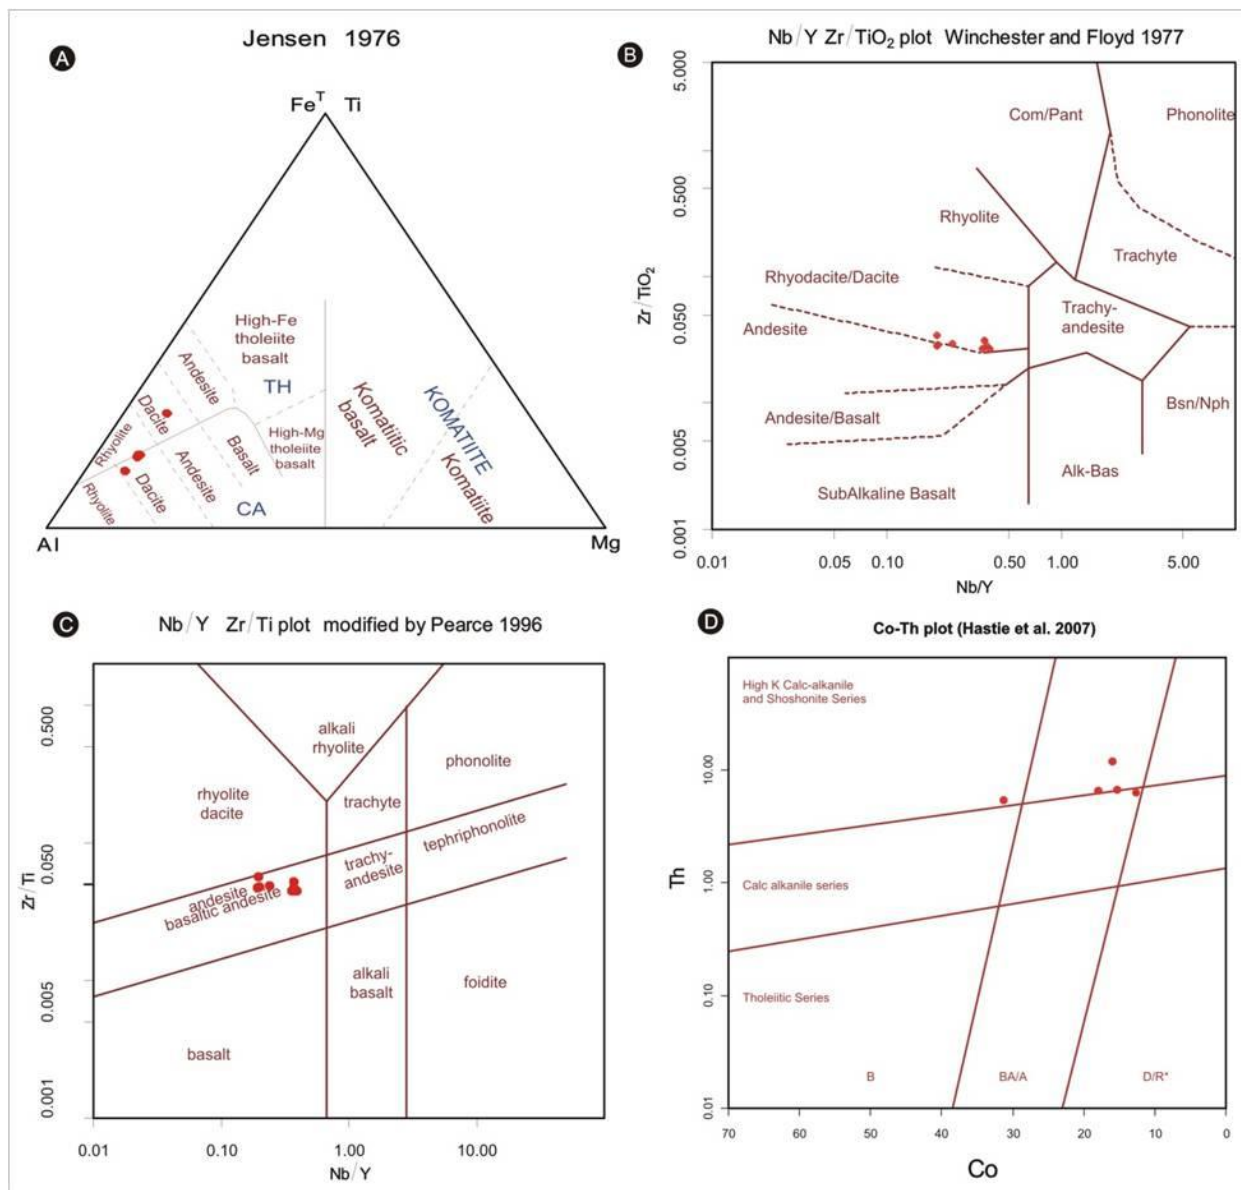 A
Jensen 1976
Fe^T Ti
High-Fe
tholeiite
basalt
TH
Andesite
Dacite
Rhyolite
Basalt
High-Mg
tholeiite
basalt
Komatiitic
basalt
KOMATIITE
Komatiite
Andesite
Dacite
Rhyolite
CA
Al
Mg
B
Nb/Y Zr/TiO₂ plot Winchester and Floyd 1977
5.000
0.500
0.050
0.005
0.001
Zr/TiO₂
Com/Pant
Phonolite
Rhyolite
Trachyte
Rhyodacite/Dacite
Andesite
Trachy-
andesite
Andesite/Basalt
Bsn/Nph
SubAlkaline Basalt
Alk-Bas
0.01 0.05 0.10 0.50 1.00 5.00
Nb/Y
C
Nb/Y Zr/Ti plot modified by Pearce 1996
0.500
0.050
0.005
0.001
Zr/Ti
alkali
rhyolite
phonolite
rhyolite
dacite
trachyte
tephriphonolite
trachy-
andesite
andesite
basaltic andesite
alkali
basalt
foidite
basalt
0.01 0.10 1.00 10.00
Nb/Y
D
Co-Th plot (Hastie et al. 2007)
High K Calc-alkanile
and Shoshonite Series
10.00
1.00
0.10
0.01
Th
Calc alkanile series
Tholeiitic Series
B
BA/A
D/R*
70 60 50 40 30 20 10 0
Co